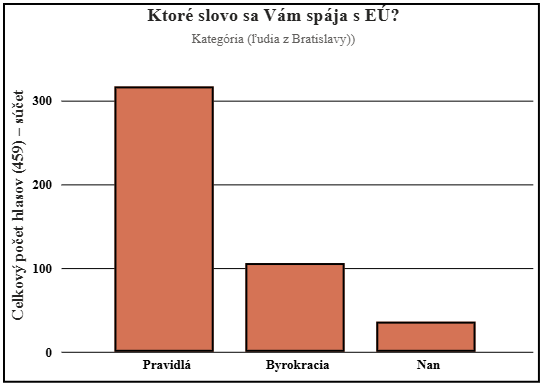 Ktoré slovo sa Vám spája s EÚ?
Kategória (ľudia z Bratislavy))
Celkový počet hlasov (459) – súčet
300
200
100
0
Pravidlá
Byrokracia
Nan